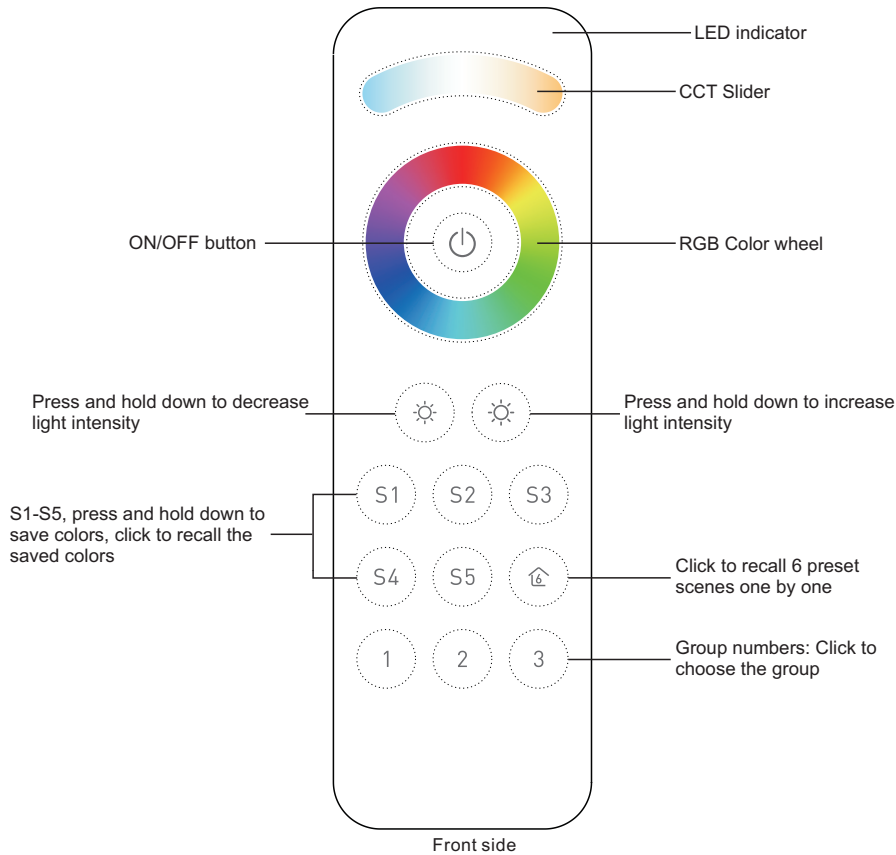 LED indicator
CCT Slider
ON/OFF button
RGB Color wheel
Press and hold down to decrease
light intensity
Press and hold down to increase
light intensity
S1 S2 S3
S1-S5, press and hold down to
save colors, click to recall the
saved colors
S4 S5 6
Click to recall 6 preset
scenes one by one
1 2 3
Group numbers: Click to
choose the group
Front side